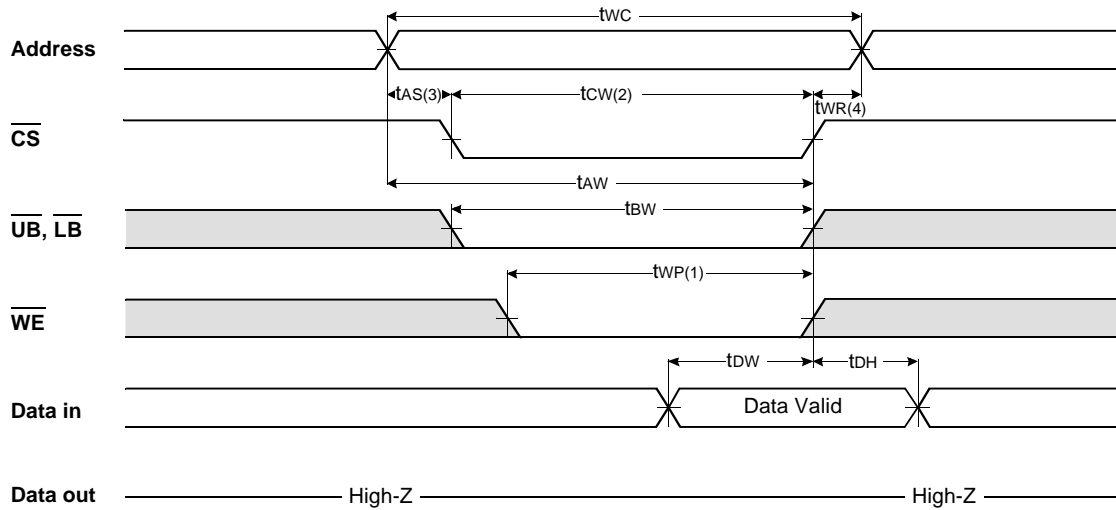 tWC
Address
tAS(3) tCW(2) tWR(4)
CS
tAW
tBW
UB, LB
tWP(1)
WE
tDW tDH
Data in Data Valid
Data out High-Z High-Z